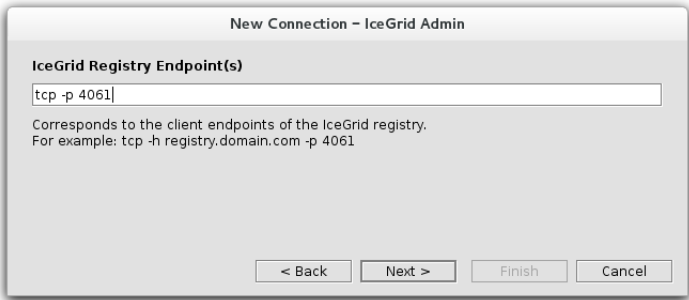 New Connection – IceGrid Admin
IceGrid Registry Endpoint(s)
tcp -p 4061
Corresponds to the client endpoints of the IceGrid registry.
For example: tcp -h registry.domain.com -p 4061
< Back Next > Finish Cancel